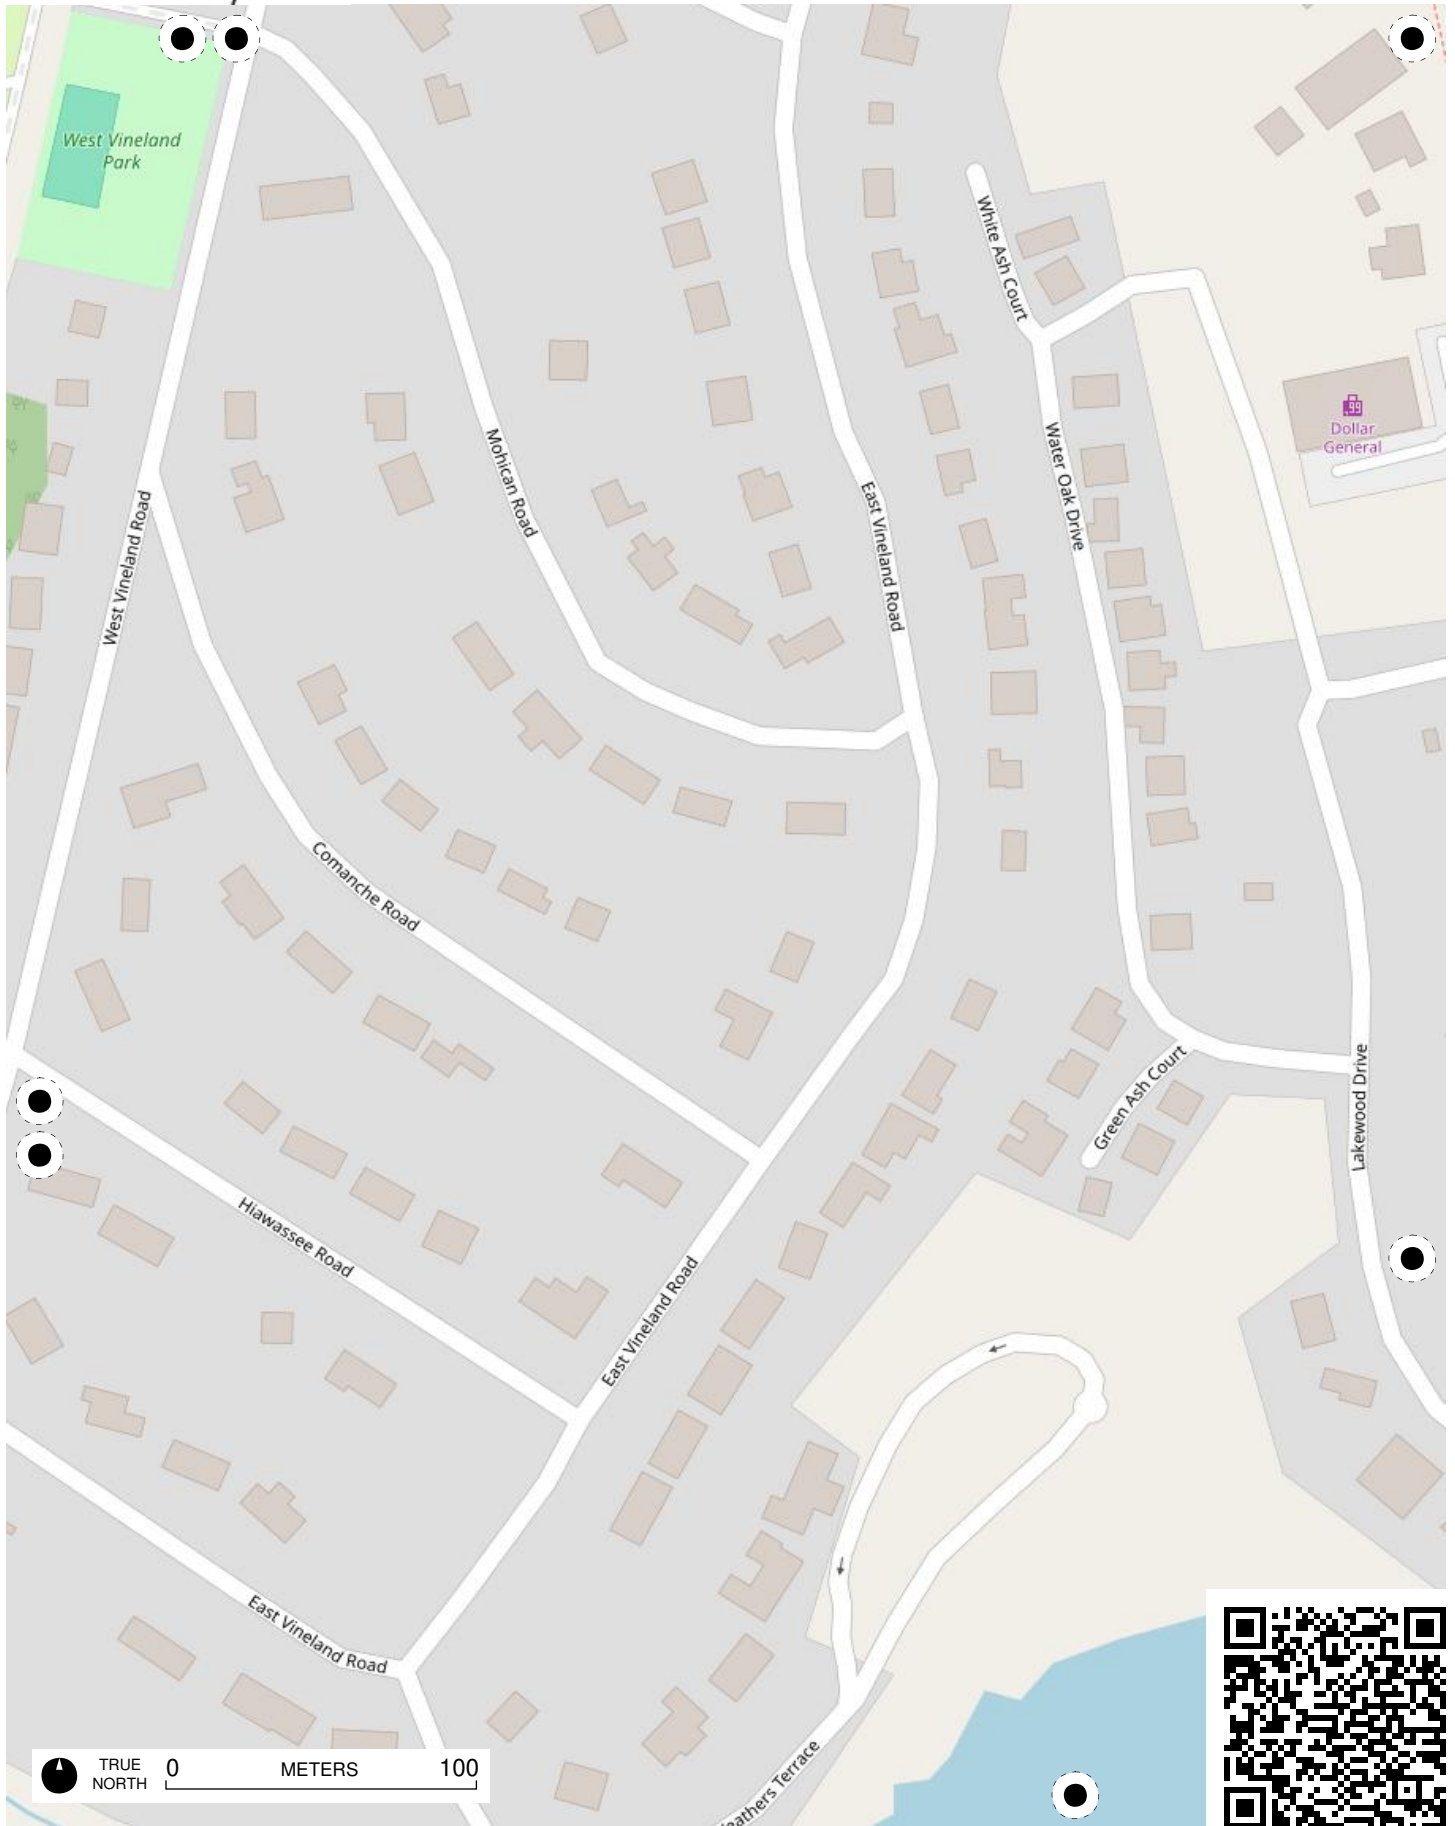 West Vineland
Park
White Ash Court
Dollar
General
Mohican Road
Water Oak Drive
East Vineland Road
West Vineland Road
Comanche Road
Green Ash Court
Lakewood Drive
Hiawassee Road
East Vineland Road
East Vineland Road
TRUE
NORTH
0 METERS 100
Terrace